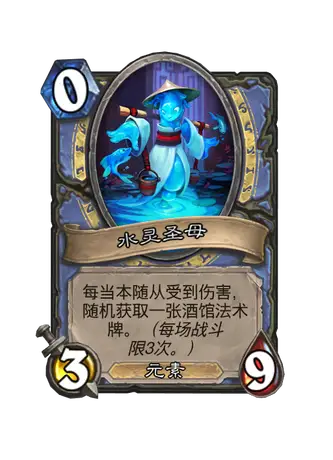 0
水灵圣母
每当本随从受到伤害，
随机获取一张酒馆法术
牌。（每场战斗
限3次。）
元素
3
9